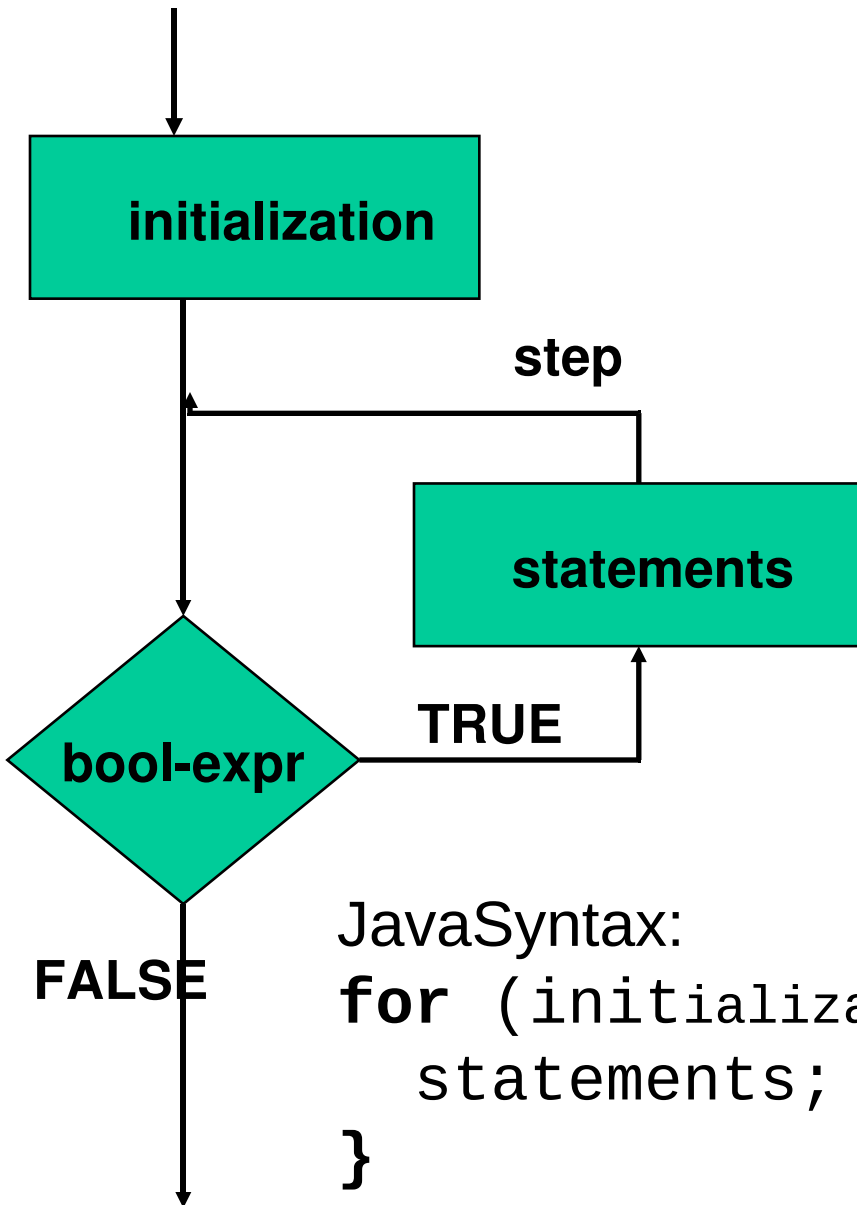 initialization
step
statements
TRUE
bool-expr
JavaSyntax:
FALSE
for (initializa
statements;
}